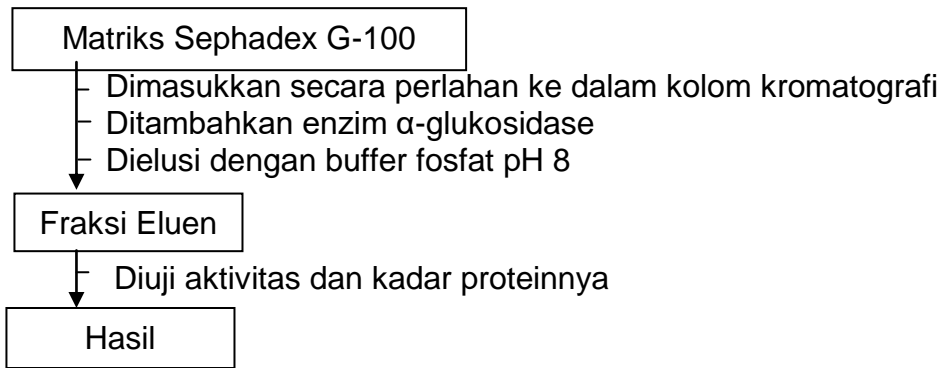 Matriks Sephadex G-100
– Dimasukkan secara perlahan ke dalam kolom kromatografi
– Ditambahkan enzim α-glukosidase
– Dielusi dengan buffer fosfat pH 8
Fraksi Eluen
– Diuji aktivitas dan kadar proteinnya
Hasil